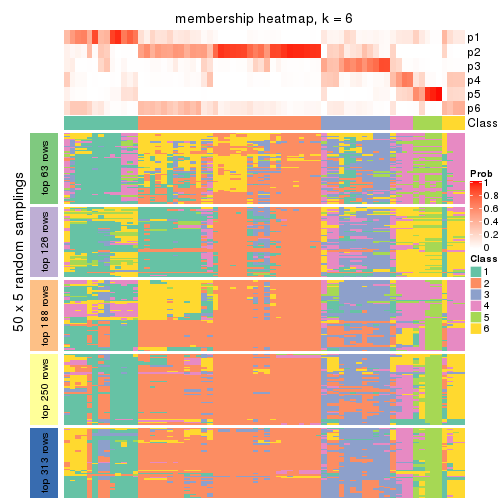 membership heatmap, k = 6
p1
p2
p3
p4
p5
p6
Class
50 x 5 random samplings
top 63 rows
top 126 rows
top 188 rows
top 250 rows
top 313 rows
Prob
1
0.8
0.6
0.4
0.2
0
Class
1
2
3
4
5
6